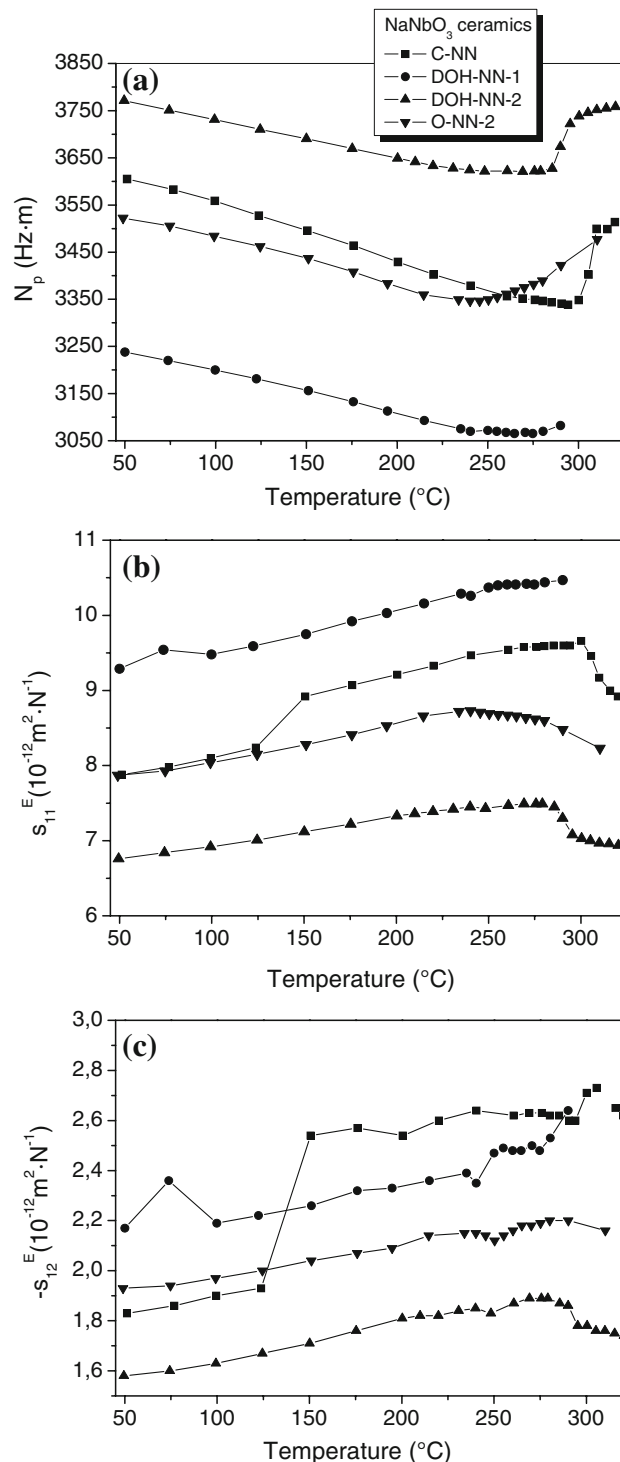 NaNbO3 ceramics
C-NN
DOH-NN-1
DOH-NN-2
O-NN-2
(a)
3850
3750
3650
3550
3450
3350
3250
3150
3050
Np (Hz·m)
50 100 150 200 250 300
Temperature (°C)
(b)
11
10
9
8
7
6
s11E(10-12m2·N-1)
50 100 150 200 250 300
Temperature (°C)
(c)
3,0
2,8
2,6
2,4
2,2
2,0
1,8
1,6
-s12E(10-12m2·N-1)
50 100 150 200 250 300
Temperature (°C)